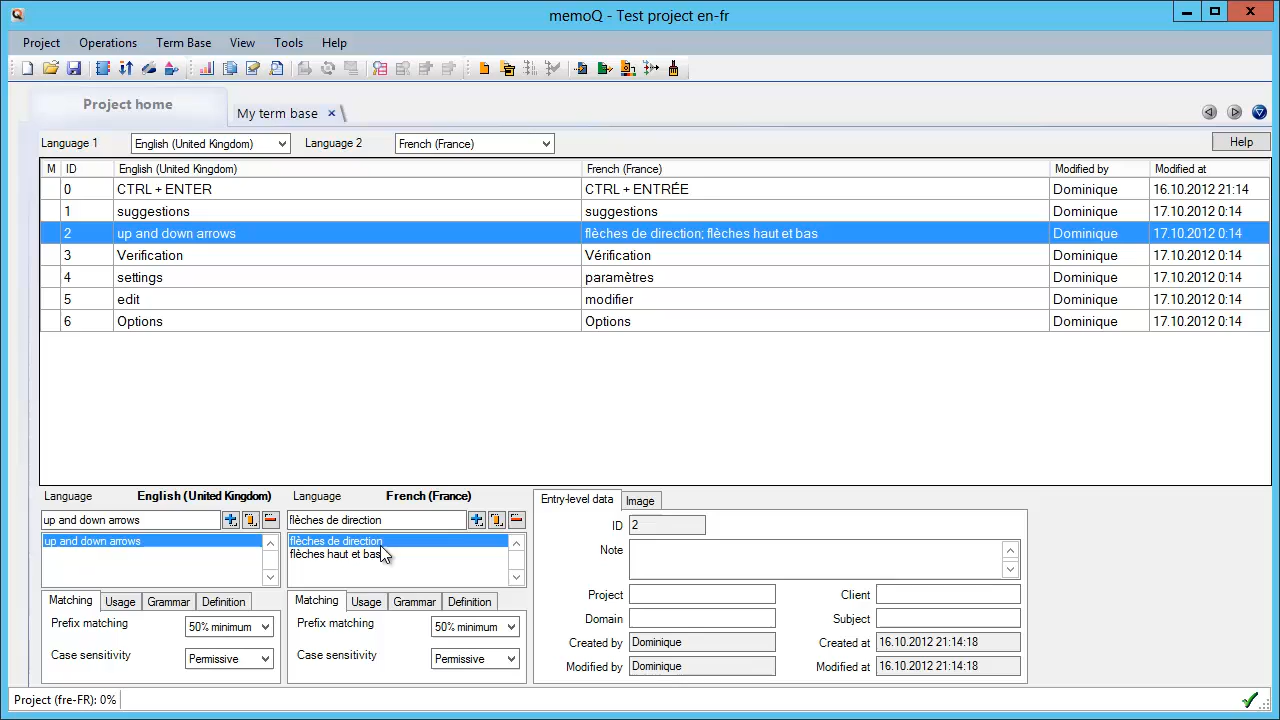 memoQ - Test project en-fr
Project Operations Term Base View Tools Help
Project home My term base
Language 1 English (United Kingdom) Language 2 French (France) Help
M ID English (United Kingdom) French (France) Modified by Modified at
0 CTRL + ENTER CTRL + ENTRÉE Dominique 16.10.2012 21:14
1 suggestions suggestions Dominique 17.10.2012 0:14
2 up and down arrows flèches de direction; flèches haut et bas Dominique 17.10.2012 0:14
3 Verification Vérification Dominique 17.10.2012 0:14
4 settings paramètres Dominique 17.10.2012 0:14
5 edit modifier Dominique 17.10.2012 0:14
6 Options Options Dominique 17.10.2012 0:14
Language English (United Kingdom) Language French (France) Entry-level data Image
up and down arrows flèches de direction ID 2
up and down arrows flèches de direction Note
flèches haut et bas
Matching Usage Grammar Definition Matching Usage Grammar Definition Project Client
Prefix matching 50% minimum Prefix matching 50% minimum Domain Subject
Created by Dominique Created at 16.10.2012 21:14:18
Case sensitivity Permissive Case sensitivity Permissive Modified by Dominique Modified at 16.10.2012 21:14:18
Project (fre-FR): 0%